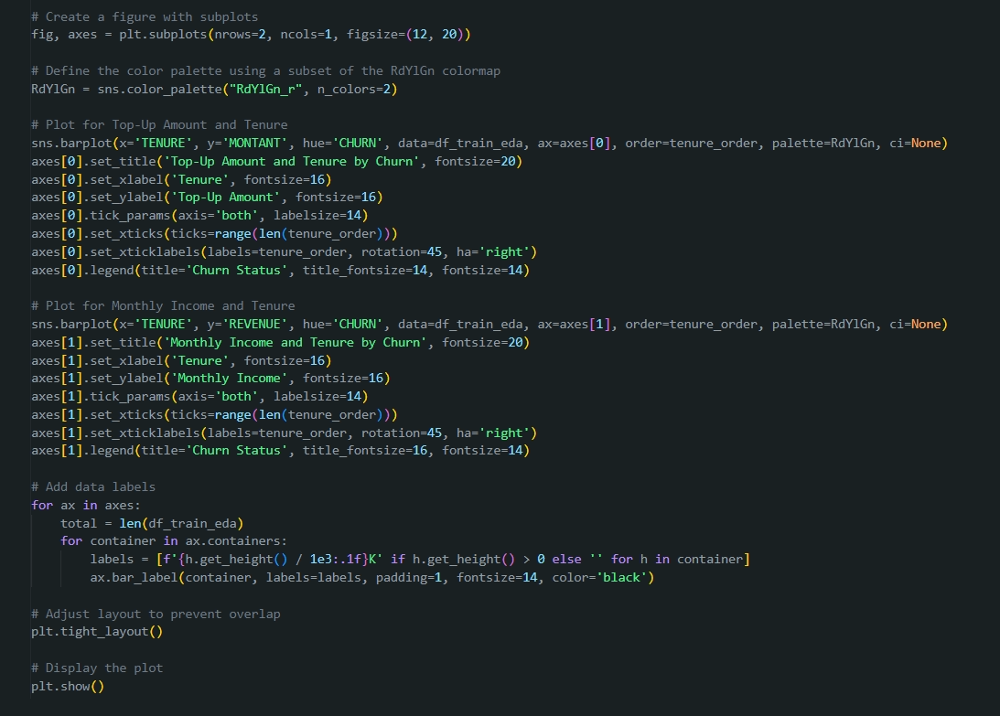 # Create a figure with subplots
fig, axes = plt.subplots(nrows=2, ncols=1, figsize=(12, 20))

# Define the color palette using a subset of the RdYlGn colormap
RdYlGn = sns.color_palette("RdYlGn_r", n_colors=2)

# Plot for Top-Up Amount and Tenure
sns.barplot(x='TENURE', y='MONTANT', hue='CHURN', data=df_train_eda, ax=axes[0], order=tenure_order, palette=RdYlGn, ci=None)
axes[0].set_title('Top-Up Amount and Tenure by Churn', fontsize=20)
axes[0].set_xlabel('Tenure', fontsize=16)
axes[0].set_ylabel('Top-Up Amount', fontsize=16)
axes[0].tick_params(axis='both', labelsize=14)
axes[0].set_xticks(ticks=range(len(tenure_order)))
axes[0].set_xticklabels(labels=tenure_order, rotation=45, ha='right')
axes[0].legend(title='Churn Status', title_fontsize=14, fontsize=14)

# Plot for Monthly Income and Tenure
sns.barplot(x='TENURE', y='REVENUE', hue='CHURN', data=df_train_eda, ax=axes[1], order=tenure_order, palette=RdYlGn, ci=None)
axes[1].set_title('Monthly Income and Tenure by Churn', fontsize=20)
axes[1].set_xlabel('Tenure', fontsize=16)
axes[1].set_ylabel('Monthly Income', fontsize=16)
axes[1].tick_params(axis='both', labelsize=14)
axes[1].set_xticks(ticks=range(len(tenure_order)))
axes[1].set_xticklabels(labels=tenure_order, rotation=45, ha='right')
axes[1].legend(title='Churn Status', title_fontsize=16, fontsize=14)

# Add data labels
for ax in axes:
    total = len(df_train_eda)
    for container in ax.containers:
        labels = [f'{h.get_height() / 1e3:.1f}K' if h.get_height() > 0 else '' for h in container]
        ax.bar_label(container, labels=labels, padding=1, fontsize=14, color='black')

# Adjust layout to prevent overlap
plt.tight_layout()

# Display the plot
plt.show()